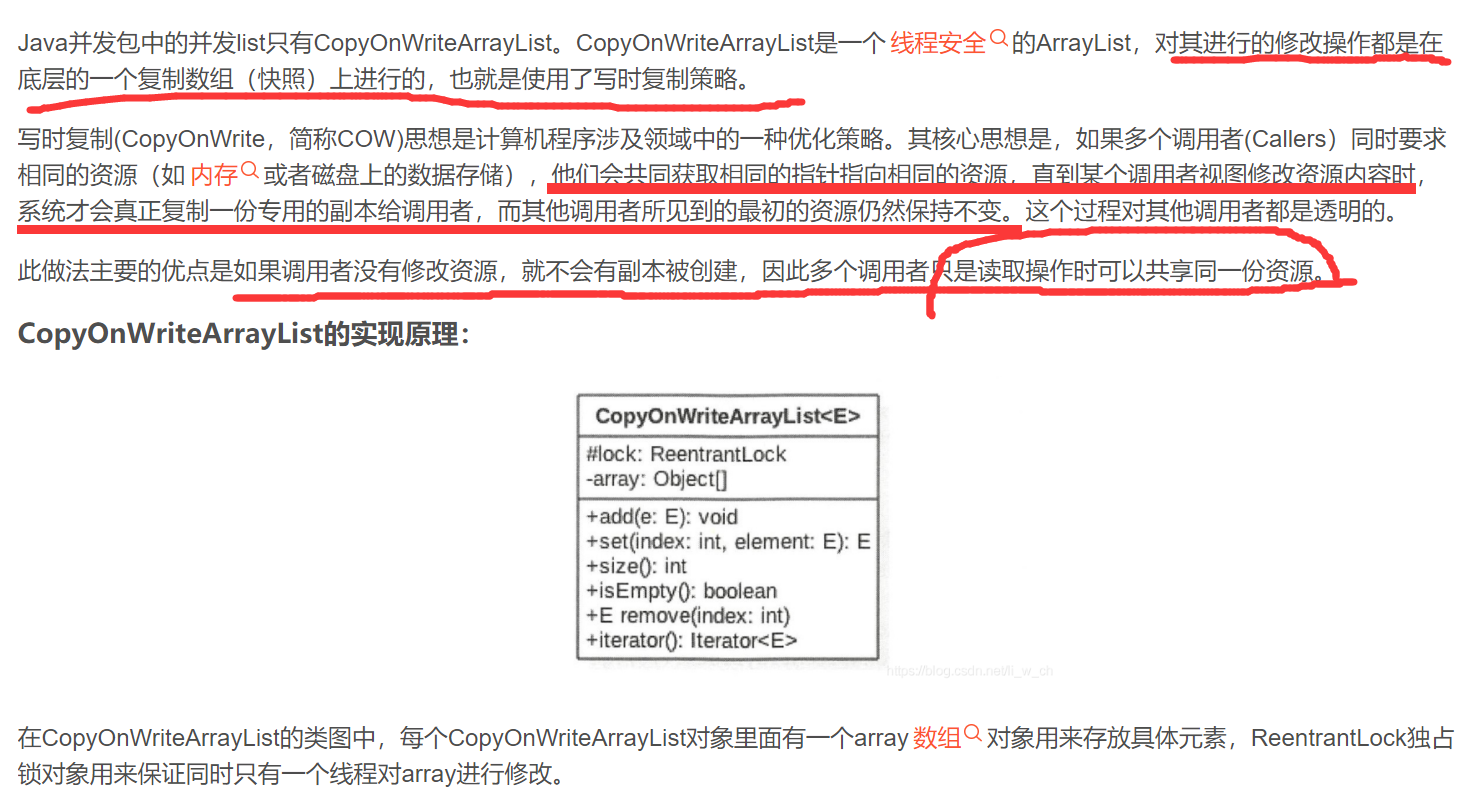 Java并发包中的并发list只有CopyOnWriteArrayList。CopyOnWriteArrayList是一个 线程安全 的ArrayList，对其进行的修改操作都是在
底层的一个复制数组（快照）上进行的，也就是使用了写时复制策略。
写时复制(CopyOnWrite，简称COW)思想是计算机程序涉及领域中的一种优化策略。其核心思想是，如果多个调用者(Callers）同时要求
相同的资源（如 内存 或者磁盘上的数据存储），他们会共同获取相同的指针指向相同的资源，直到某个调用者视图修改资源内容时，
系统才会真正复制一份专用的副本给调用者，而其他调用者所见到的最初的资源仍然保持不变。这个过程对其他调用者都是透明的。
此做法主要的优点是如果调用者没有修改资源，就不会有副本被创建，因此多个调用者只是读取操作时可以共享同一份资源。
CopyOnWriteArrayList的实现原理：
CopyOnWriteArrayList<E>
#lock: ReentrantLock
-array: Object[]
+add(e: E): void
+set(index: int, element: E): E
+size(): int
+isEmpty(): boolean
+E remove(index: int)
+iterator(): Iterator<E>
https://blog.csdn.net/li_w_ch
在CopyOnWriteArrayList的类图中，每个CopyOnWriteArrayList对象里面有一个array 数组 对象用来存放具体元素，ReentrantLock独占
锁对象用来保证同时只有一个线程对array进行修改。